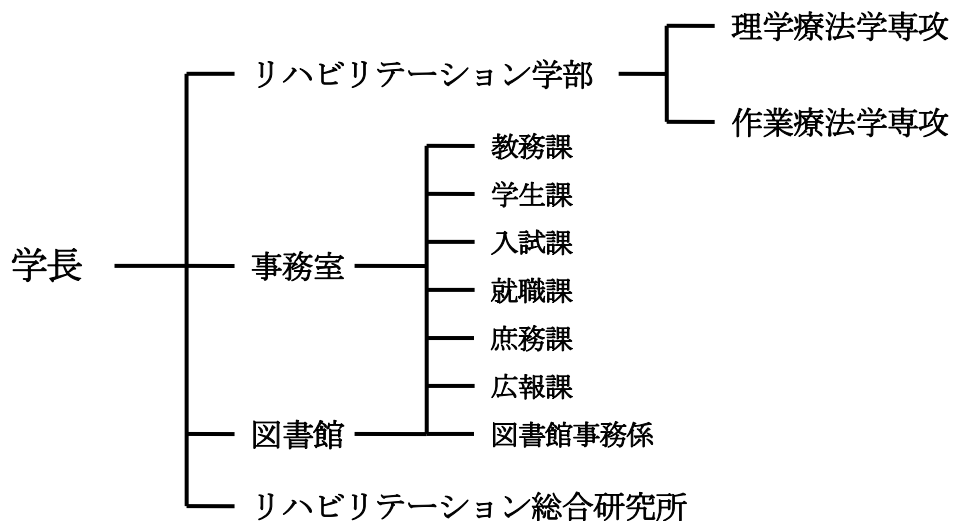 理学療法学専攻
リハビリテーション学部
作業療法学専攻
教務課
学生課
入試課
学長
事務室
就職課
庶務課
広報課
図書館
図書館事務係
リハビリテーション総合研究所